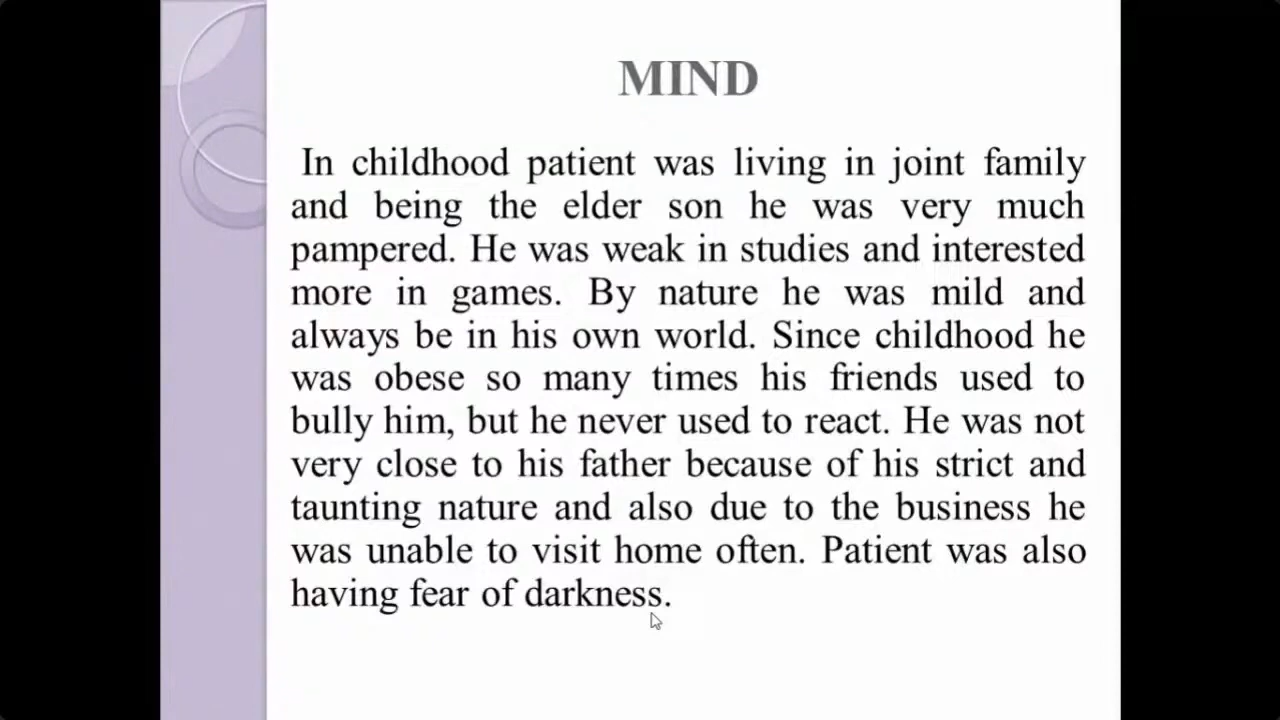 MIND
In childhood patient was living in joint family
and being the elder son he was very much
pampered. He was weak in studies and interested
more in games. By nature he was mild and
always be in his own world. Since childhood he
was obese so many times his friends used to
bully him, but he never used to react. He was not
very close to his father because of his strict and
taunting nature and also due to the business he
was unable to visit home often. Patient was also
having fear of darkness.